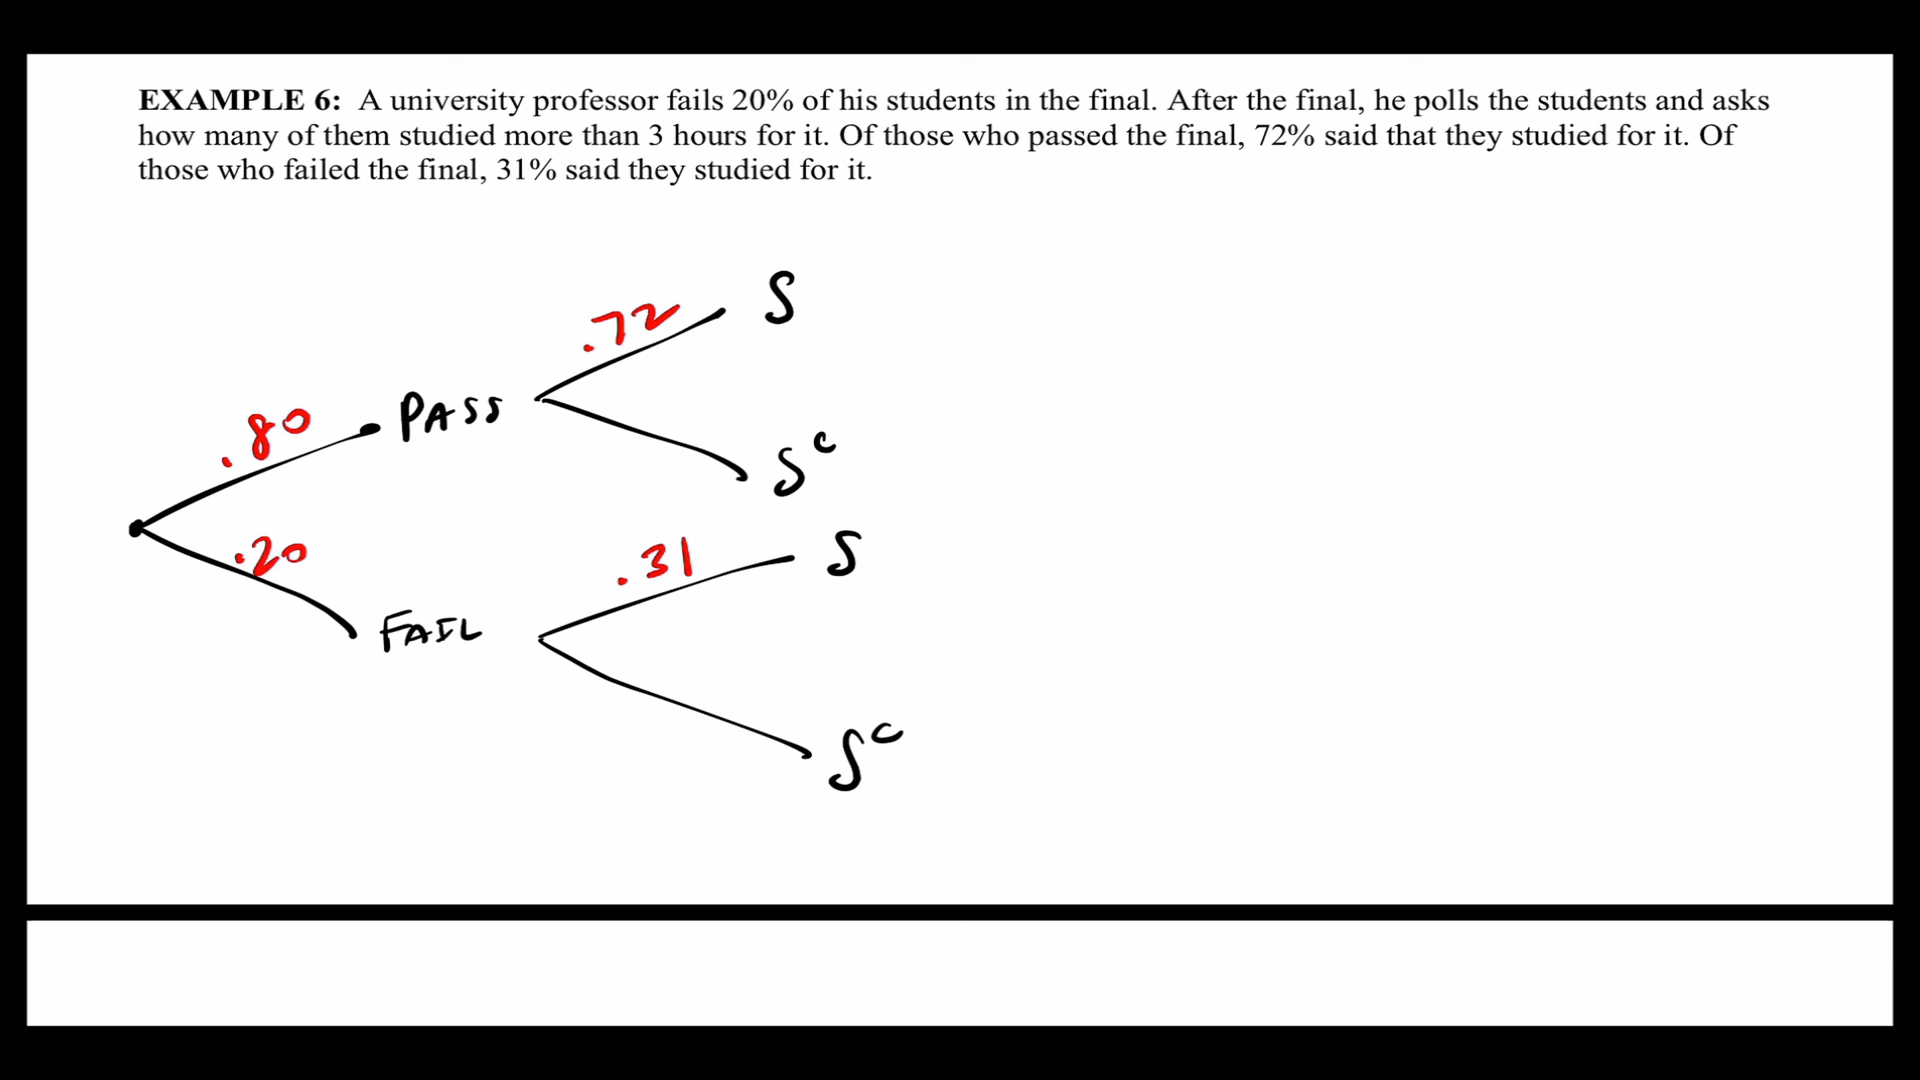 EXAMPLE 6: A university professor fails 20% of his students in the final. After the final, he polls the students and asks
how many of them studied more than 3 hours for it. Of those who passed the final, 72% said that they studied for it. Of
those who failed the final, 31% said they studied for it.
.72 S
.80 PASS
S^c
.20 .31 S
FAIL
S^c